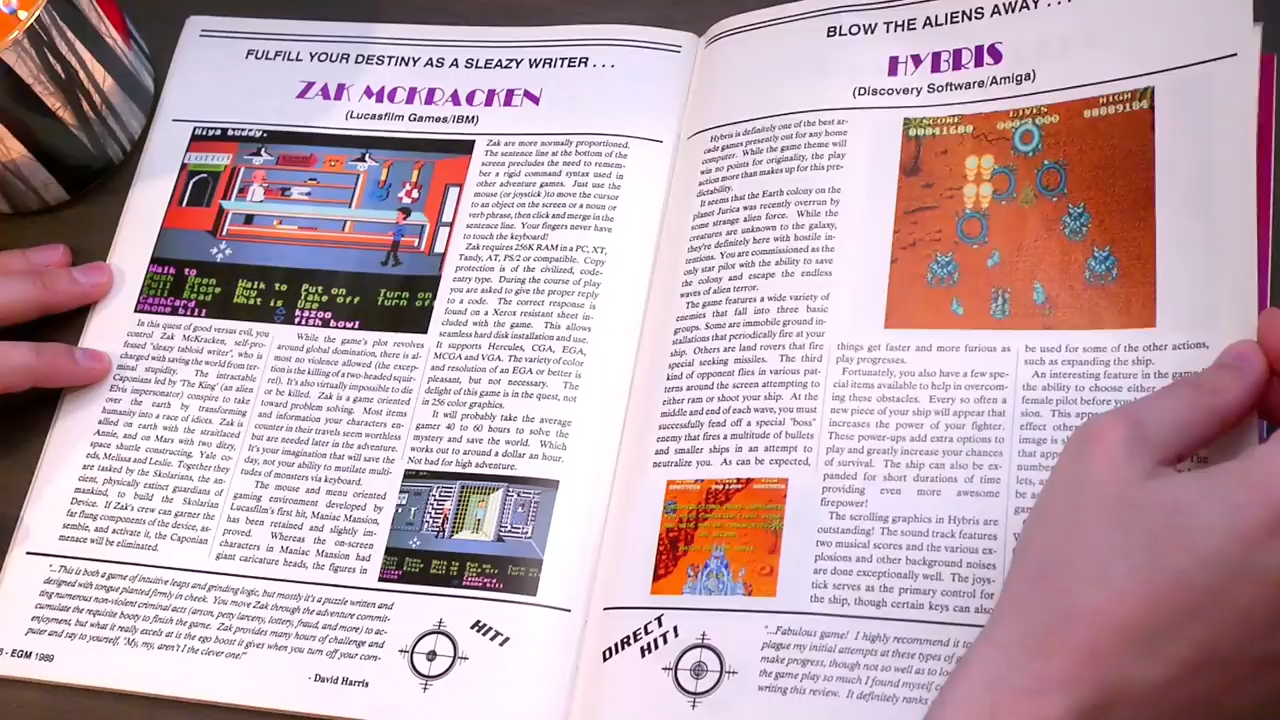 FULFILL YOUR DESTINY AS A SLEAZY WRITER . . .
ZAK MCKRACKEN
(Lucasfilm Games/IBM)
Hiya buddy.
LOTTO
Walk to
Push Open Walk to Put on Turn on
Pull Close Buy Take off Turn of
Sell Read What is Use
CashCard kazoo
phone bill fish bowl
In this quest of good versus evil, you
control Zak McKracken, self-pro-
fessed "sleazy tabloid writer", who is
charged with saving the world from ter-
minal stupidity. The intractable
Caponians led by 'The King' (an alien
Elvis impersonator) conspire to take
over the earth by transforming
humanity into a race of idiots. Zak is
allied on earth with the straitlaced
Annie, and on Mars with two ditzy,
space shuttle constructing, Yale co-
eds, Melissa and Leslie. Together they
are tasked by the Skolarians, the an-
cient, physically extinct guardians of
mankind, to build the Skolarian
Device. If Zak's crew can garner the
far flung components of the device, as-
semble, and activate it, the Caponian
menace will be eliminated.
While the game's plot revolves
around global domination, there is al-
most no violence allowed (the excep-
tion is the killing of a two-headed squir-
rel). It's also virtually impossible to die
or be killed. Zak is a game oriented
toward problem solving. Most items
and information your characters en-
counter in their travels seem worthless
but are needed later in the adventure.
It's your imagination that will save the
day, not your ability to mutilate multi-
tudes of monsters via keyboard.
The mouse and menu oriented
gaming environment developed by
Lucasfilm's first hit, Maniac Mansion,
has been retained and slightly im-
proved. Whereas the on-screen
characters in Maniac Mansion had
giant caricature heads, the figures in
Zak are more normally proportioned.
The sentence line at the bottom of the
screen precludes the need to remem-
ber a rigid command syntax used in
other adventure games. Just use the
mouse (or joystick )to move the cursor
to an object on the screen or a noun or
verb phrase, then click and merge in the
sentence line. Your fingers never have
to touch the keyboard!
Zak requires 256K RAM in a PC, XT,
Tandy, AT, PS/2 or compatible. Copy
protection is of the civilized, code-
entry type. During the course of play
you are asked to give the proper reply
to a code. The correct response is
found on a Xerox resistant sheet in-
cluded with the game. This allows
seamless hard disk installation and use.
It supports Hercules, CGA, EGA,
MCGA and VGA. The variety of color
and resolution of an EGA or better is
pleasant, but not necessary. The
delight of this game is in the quest, not
in 256 color graphics.
It will probably take the average
gamer 40 to 60 hours to solve the
mystery and save the world. Which
works out to around a dollar an hour.
Not bad for high adventure.
Walk to Put on
What is Use
CashCard
phone bill
"... This is both a game of intuitive leaps and grinding logic, but mostly it's a puzzle written and
designed with tongue planted firmly in cheek. You move Zak through the adventure commit-
ting numerous non-violent criminal acts (arson, petty larceny, lottery, fraud, and more) to ac-
cumulate the requisite booty to finish the game. Zak provides many hours of challenge and
enjoyment, but what it really excels at is the ego boost it gives when you turn off your com-
puter and say to yourself, "My, my, aren't I the clever one!"
- David Harris
HIT!
- EGM 1989
BLOW THE ALIENS AWAY . . .
HYBRIS
(Discovery Software/Amiga)
SCORE LIVES HIGH
00041680 00009184
Hybris is definitely one of the best ar-
cade games presently out for any home
computer. While the game theme will
win no points for originality, the play
action more than makes up for this pre-
dictability.
It seems that the Earth colony on the
planet Jurica was recently overrun by
some strange alien force. While the
creatures are unknown to the galaxy,
they're definitely here with hostile in-
tentions. You are commissioned as the
only star pilot with the ability to save
the colony and escape the endless
waves of alien terror.
The game features a wide variety of
enemies that fall into three basic
groups. Some are immobile ground in-
stallations that periodically fire at your
ship. Others are land rovers that fire
special seeking missiles. The third
kind of opponent flies in various pat-
terns around the screen attempting to
either ram or shoot your ship. At the
middle and end of each wave, you must
successfully fend off a special "boss"
enemy that fires a multitude of bullets
and smaller ships in an attempt to
neutralize you. As can be expected,
things get faster and more furious as
play progresses.
Fortunately, you also have a few spe-
cial items available to help in overcom-
ing these obstacles. Every so often a
new piece of your ship will appear that
increases the power of your fighter.
These power-ups add extra options to
play and greatly increase your chances
of survival. The ship can also be ex-
panded for short durations of time
providing even more awesome
firepower!
The scrolling graphics in Hybris are
outstanding! The sound track features
two musical scores and the various ex-
plosions and other background noises
are done exceptionally well. The joys-
tick serves as the primary control for
the ship, though certain keys can also
be used for some of the other actions,
such as expanding the ship.
An interesting feature in the game
the ability to choose either
female pilot before you
sion. This appe
effect other
image is
that app
number
lets, a
be a
gam
The
DIRECT
HIT!
"...Fabulous game! I highly recommend it to
plague my initial attempts at these types of
make progress, though not so well as to lo
the game play so much I found myself c
writing this review. It definitely ranks